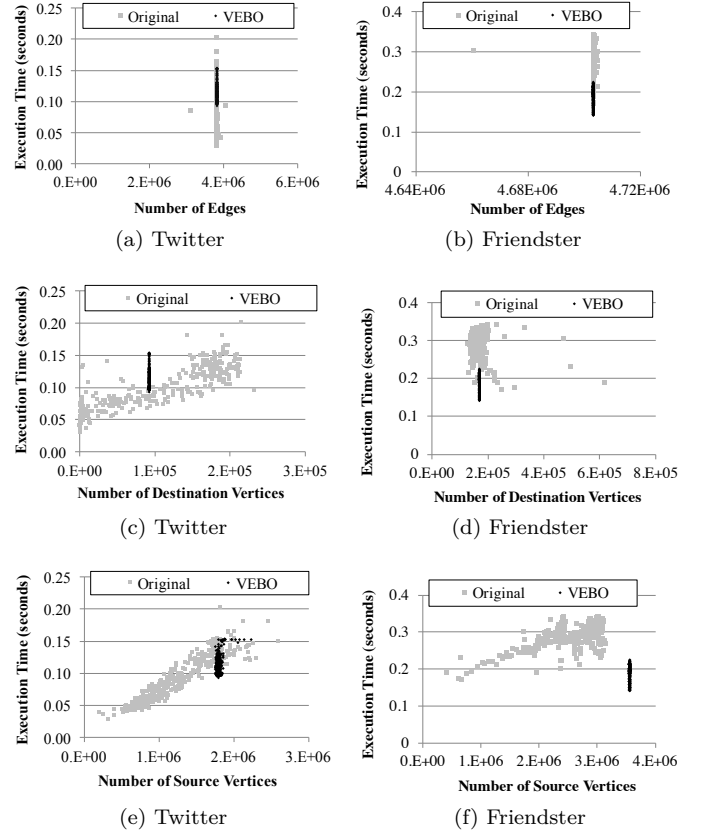 Original VEBO
Execution Time (seconds)
0.25
0.20
0.15
0.10
0.05
0.00
0.E+00 2.E+06 4.E+06 6.E+06
Number of Edges
(a) Twitter
Original VEBO
Execution Time (seconds)
0.4
0.3
0.2
0.1
0
4.64E+06 4.68E+06 4.72E+06
Number of Edges
(b) Friendster
Original VEBO
Execution Time (seconds)
0.25
0.20
0.15
0.10
0.05
0.00
0.E+00 1.E+05 2.E+05 3.E+05
Number of Destination Vertices
(c) Twitter
Original VEBO
Execution Time (seconds)
0.4
0.3
0.2
0.1
0
0.E+00 2.E+05 4.E+05 6.E+05 8.E+05
Number of Destination Vertices
(d) Friendster
Original VEBO
Execution Time (seconds)
0.25
0.20
0.15
0.10
0.05
0.00
0.E+00 1.E+06 2.E+06 3.E+06
Number of Source Vertices
(e) Twitter
Original VEBO
Execution Time (seconds)
0.4
0.3
0.2
0.1
0
0.E+00 1.E+06 2.E+06 3.E+06 4.E+06
Number of Source Vertices
(f) Friendster